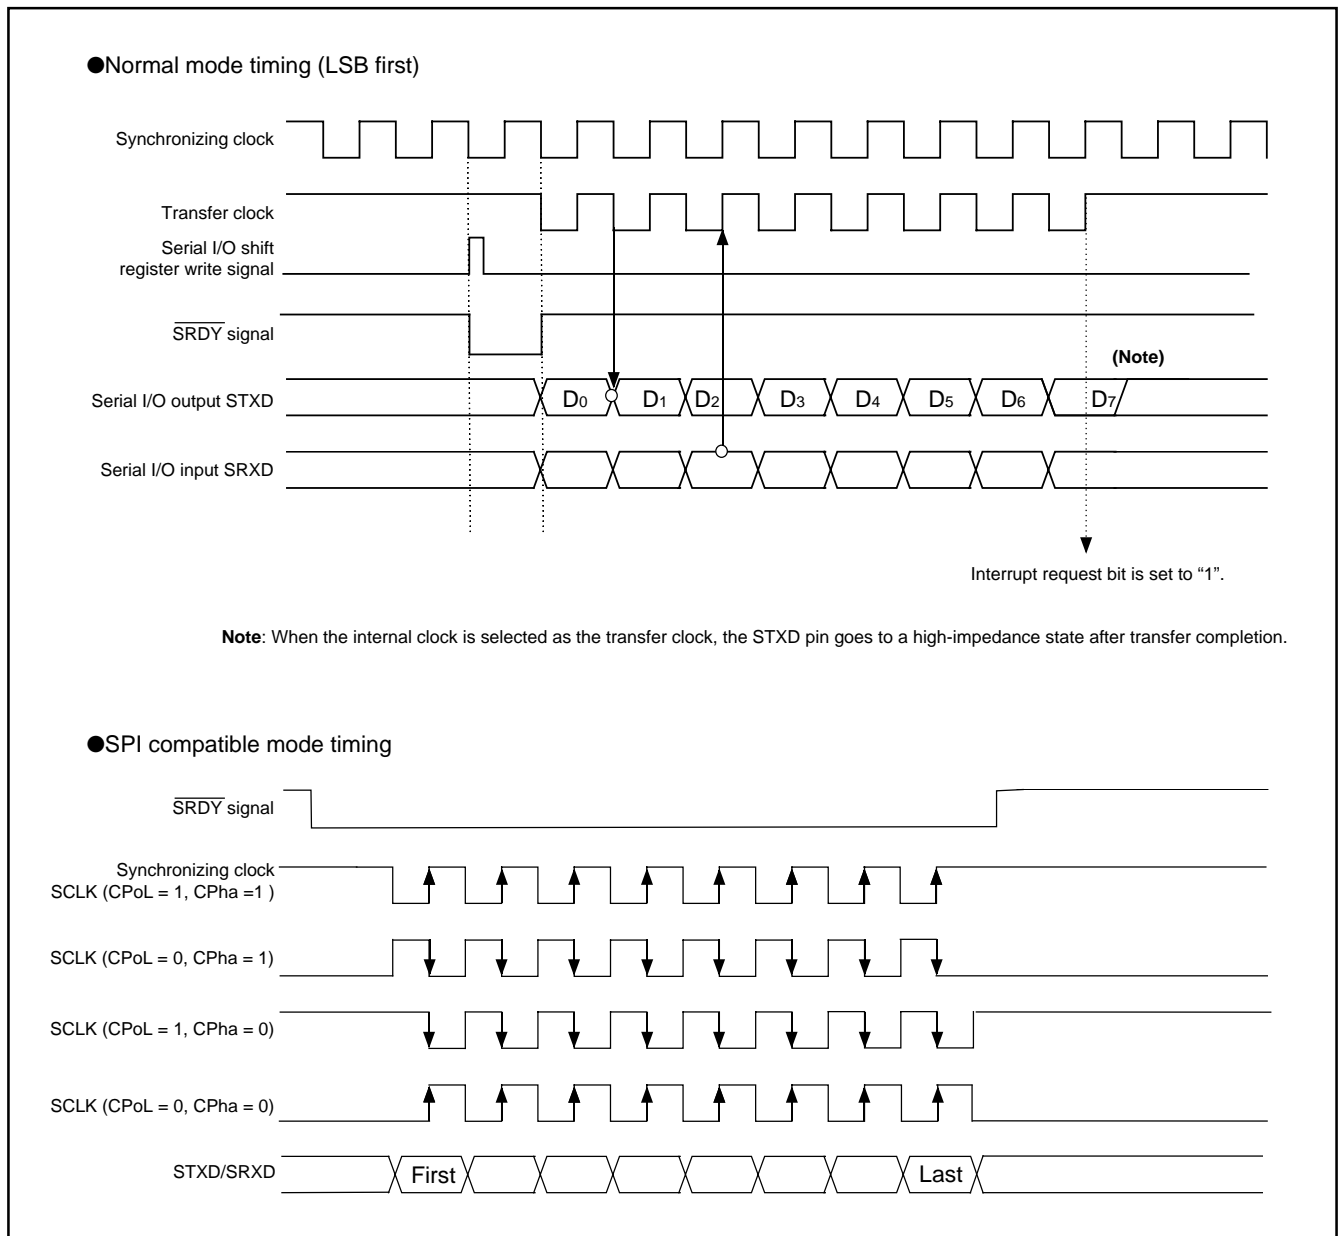 ●Normal mode timing (LSB first)
Synchronizing clock
Transfer clock
Serial I/O shift
register write signal
SRDY signal
(Note)
Serial I/O output STXD
D0 D1 D2 D3 D4 D5 D6 D7
Serial I/O input SRXD
Interrupt request bit is set to “1”.
Note: When the internal clock is selected as the transfer clock, the STXD pin goes to a high-impedance state after transfer completion.
●SPI compatible mode timing
SRDY signal
Synchronizing clock
SCLK (CPoL = 1, CPha =1 )
SCLK (CPoL = 0, CPha = 1)
SCLK (CPoL = 1, CPha = 0)
SCLK (CPoL = 0, CPha = 0)
STXD/SRXD
First Last